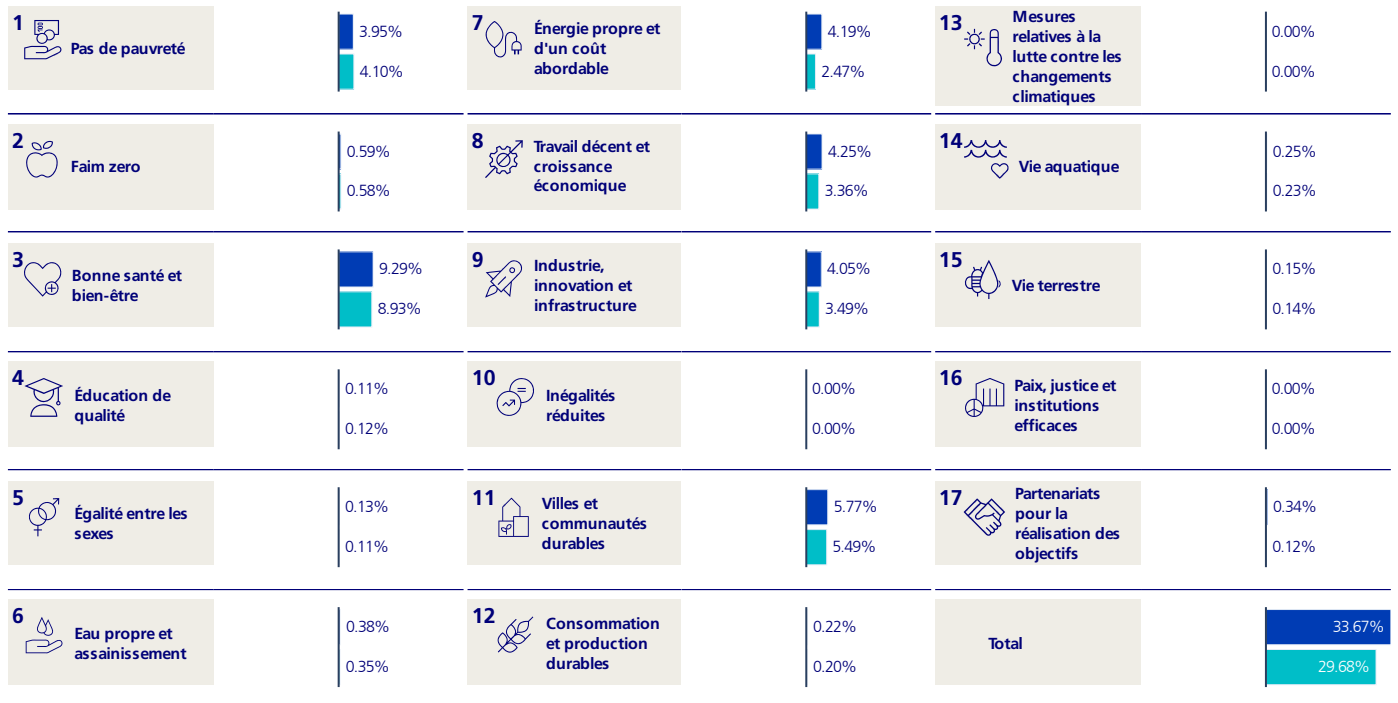 1
Pas de pauvreté
3.95%
4.10%
2
Faim zero
0.59%
0.58%
3
Bonne santé et
bien-être
9.29%
8.93%
4
Éducation de
qualité
0.11%
0.12%
5
Égalité entre les
sexes
0.13%
0.11%
6
Eau propre et
assainissement
0.38%
0.35%
7
Énergie propre et
d'un coût
abordable
4.19%
2.47%
8
Travail décent et
croissance
économique
4.25%
3.36%
9
Industrie,
innovation et
infrastructure
4.05%
3.49%
10
Inégalités
réduites
0.00%
0.00%
11
Villes et
communautés
durables
5.77%
5.49%
12
Consommation
et production
durables
0.22%
0.20%
13
Mesures
relatives à la
lutte contre les
changements
climatiques
0.00%
0.00%
14
Vie aquatique
0.25%
0.23%
15
Vie terrestre
0.15%
0.14%
16
Paix, justice et
institutions
efficaces
0.00%
0.00%
17
Partenariats
pour la
réalisation des
objectifs
0.34%
0.12%
Total
33.67%
29.68%